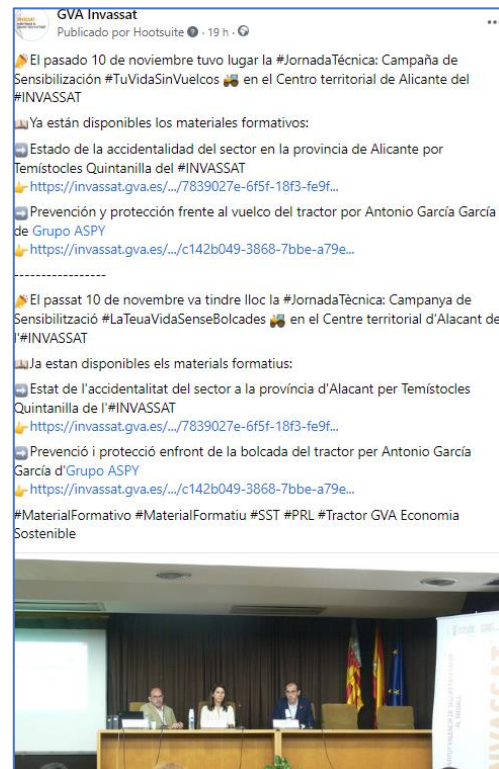 GVA Invassat
Publicado por Hootsuite · 19 h ·
El pasado 10 de noviembre tuvo lugar la #JornadaTécnica: Campaña de
Sensibilización #TuVidaSinVuelcos 🚜 en el Centro territorial de Alicante del
#INVASSAT
Ya están disponibles los materiales formativos:
➡Estado de la accidentalidad del sector en la provincia de Alicante por
Temístocles Quintanilla del #INVASSAT
👉https://invassat.gva.es/.../7839027e-6f5f-18f3-fe9f...
➡Prevención y protección frente al vuelco del tractor por Antonio García García
de Grupo ASPY
👉https://invassat.gva.es/.../c142b049-3868-7bbe-a79e...
-----------------
El passat 10 de novembre va tindre lloc la #JornadaTècnica: Campanya de
Sensibilització #LaTeuaVidaSenseBolcades 🚜 en el Centre territorial d'Alacant de
l'#INVASSAT
Ja estan disponibles els materials formatius:
➡Estat de l'accidentalitat del sector a la província d'Alacant per Temístocles
Quintanilla de l'#INVASSAT
👉https://invassat.gva.es/.../7839027e-6f5f-18f3-fe9f...
➡Prevenció i protecció enfront de la bolcada del tractor per Antonio García
García d'Grupo ASPY
👉https://invassat.gva.es/.../c142b049-3868-7bbe-a79e...
#MaterialFormativo #MaterialFormatiu #SST #PRL #Tractor GVA Economia
Sostenible
INVASSAT